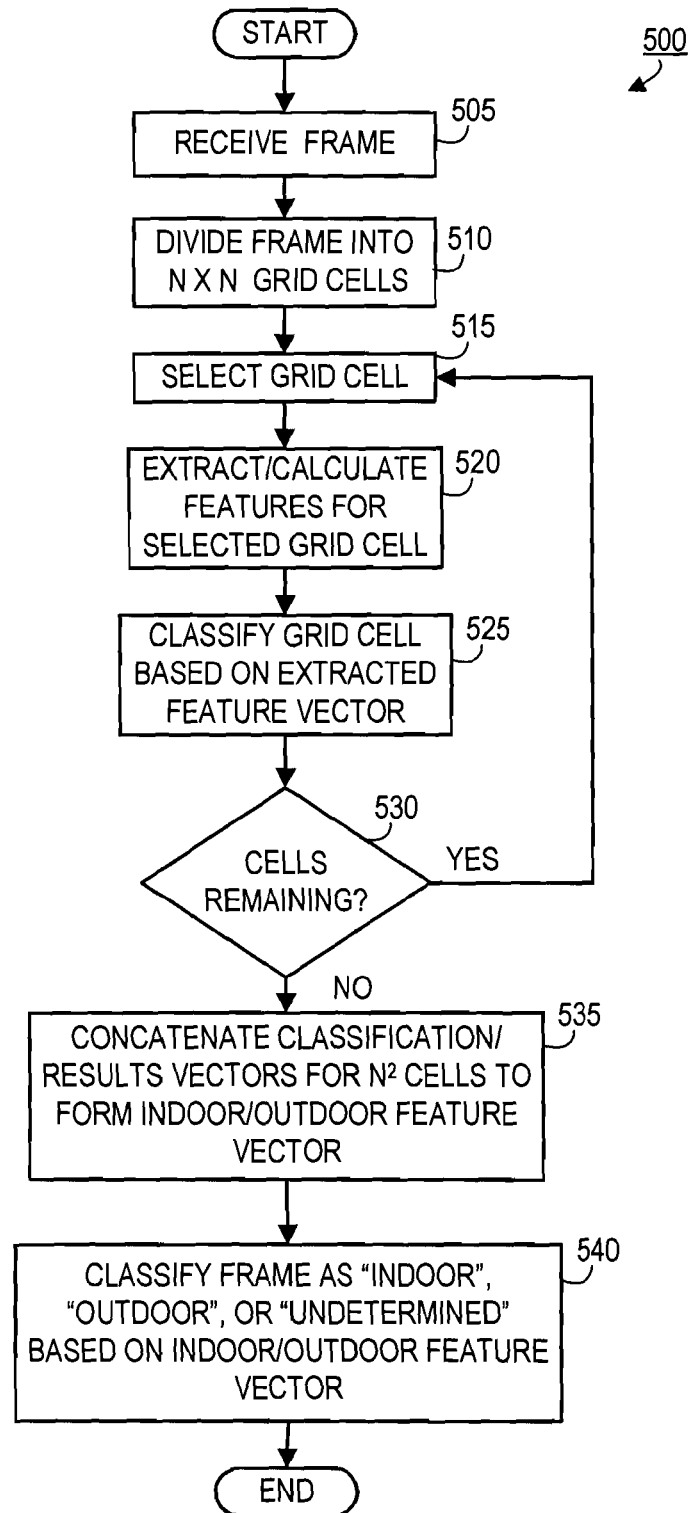 START
500
RECEIVE FRAME
505
DIVIDE FRAME INTO
N X N GRID CELLS
510
515
SELECT GRID CELL
EXTRACT/CALCULATE
FEATURES FOR
SELECTED GRID CELL
520
CLASSIFY GRID CELL
BASED ON EXTRACTED
FEATURE VECTOR
525
530
CELLS
REMAINING?
YES
NO
535
CONCATENATE CLASSIFICATION/
RESULTS VECTORS FOR N² CELLS TO
FORM INDOOR/OUTDOOR FEATURE
VECTOR
540
CLASSIFY FRAME AS “INDOOR”,
“OUTDOOR”, OR “UNDETERMINED”
BASED ON INDOOR/OUTDOOR FEATURE
VECTOR
END